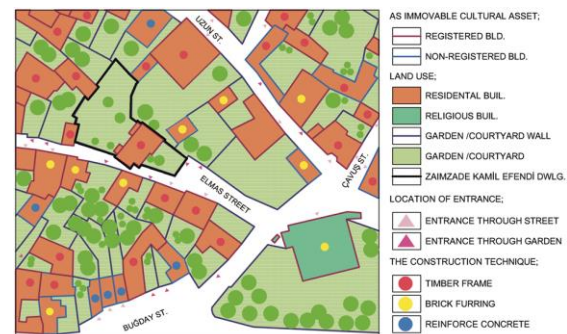 UZUN ST.
ÇAVUŞ ST.
ELMAS STREET
BUĞDAY ST.
AS IMMOVABLE CULTURAL ASSET;
REGISTERED BLD.
NON-REGISTERED BLD.
LAND USE;
RESIDENTAL BUIL.
RELIGIOUS BUIL.
GARDEN /COURTYARD WALL
GARDEN /COURTYARD
ZAIMZADE KAMİL EFENDİ DWLG.
LOCATION OF ENTRANCE;
ENTRANCE THROUGH STREET
ENTRANCE THROUGH GARDEN
THE CONSTRUCTION TECHNIQUE;
TIMBER FRAME
BRICK FURRING
REINFORCE CONCRETE